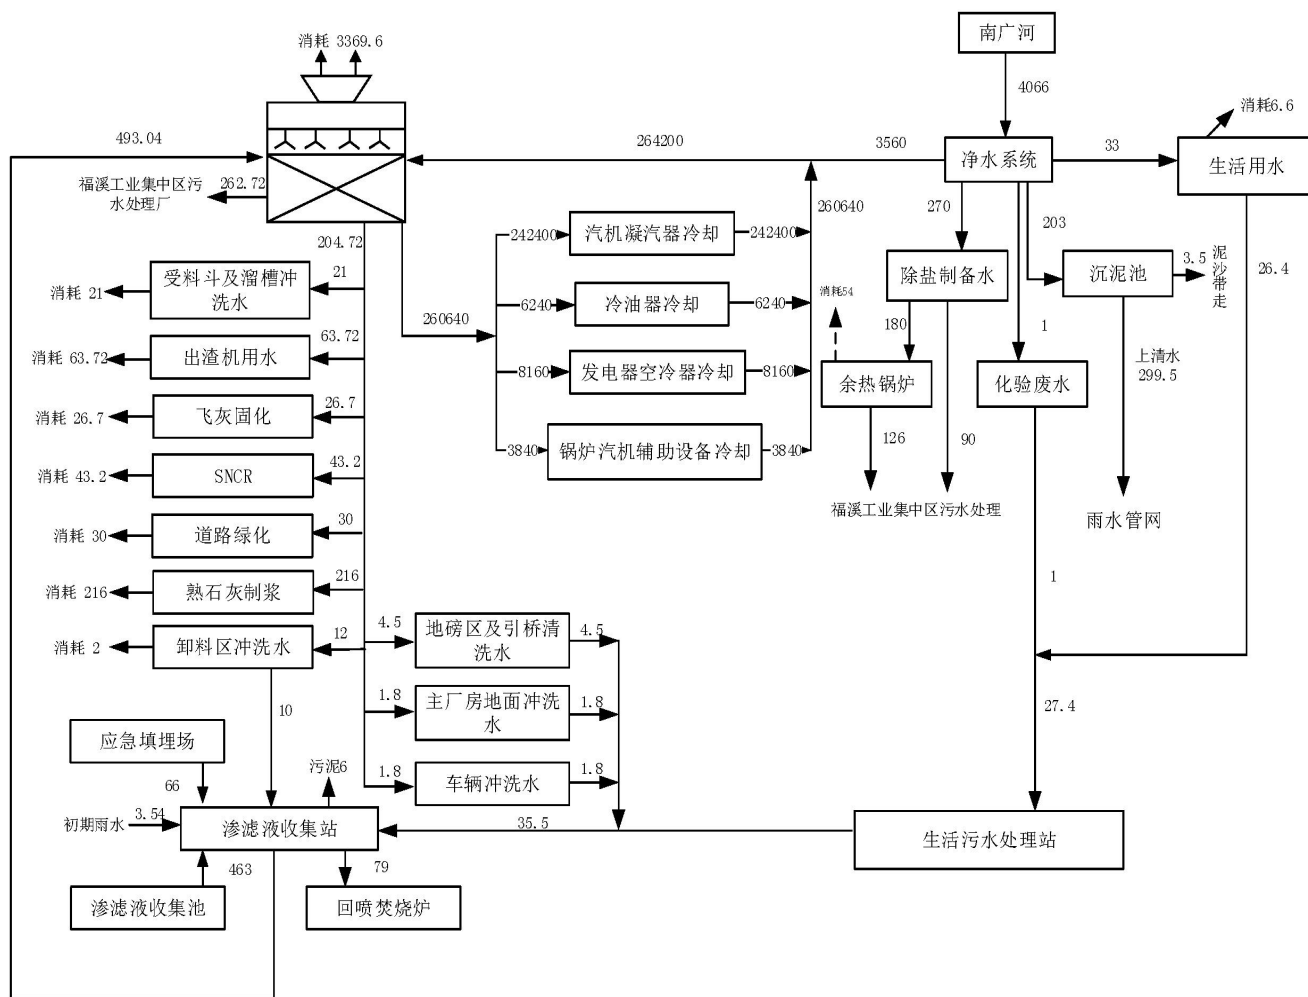 南广河
4066
消耗 3369.6
493.04
264200
3560
净水系统
33
消耗6.6
生活用水
福溪工业集中区污
水处理厂
262.72
204.72
260640
242400
汽机凝汽器冷却
242400
260640
270
203
1
除盐制备水
沉泥池
3.5
泥沙带走
26.4
受料斗及溜槽冲
洗水
21
消耗 21
6240
冷油器冷却
6240
消耗54
180
上清水
299.5
出渣机用水
63.72
消耗 63.72
8160
发电器空冷器冷却
8160
余热锅炉
化验废水
飞灰固化
26.7
消耗 26.7
3840
锅炉汽机辅助设备冷却
3840
126
90
SNCR
43.2
消耗 43.2
福溪工业集中区污水处理
雨水管网
道路绿化
30
消耗 30
熟石灰制浆
216
消耗 216
1
卸料区冲洗水
12
消耗 2
4.5
地磅区及引桥清
洗水
4.5
10
1.8
主厂房地面冲洗
水
1.8
27.4
应急填埋场
66
污泥6
1.8
车辆冲洗水
1.8
初期雨水
3.54
渗滤液收集站
35.5
生活污水处理站
463
79
渗滤液收集池
回喷焚烧炉